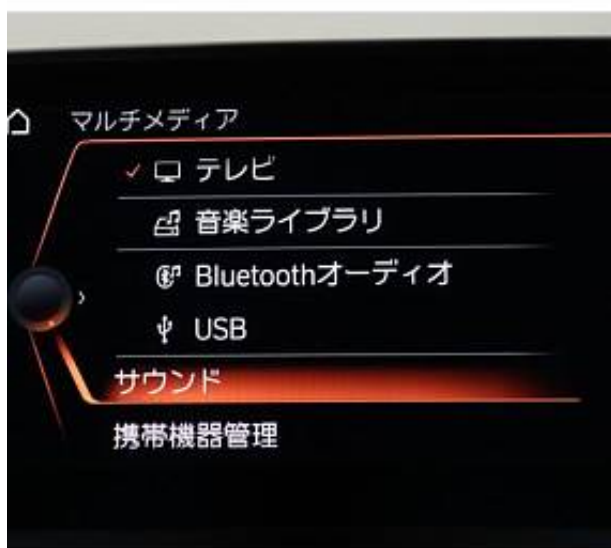 マルチメディア
テレビ
音楽ライブラリ
Bluetoothオーディオ
USB
サウンド
携帯機器管理